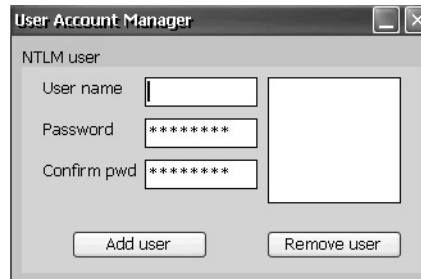 User Account Manager
NTLM user
User name
Password ********
Confirm pwd ********
Add user Remove user